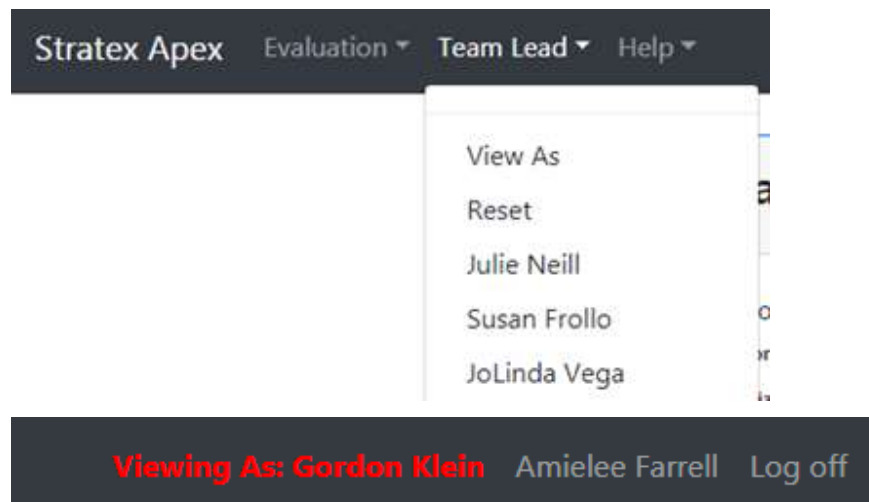 Stratex Apex Evaluation Team Lead Help
View As
Reset
Julie Neill
Susan Frollo
JoLinda Vega
Viewing As: Gordon Klein Amielee Farrell Log off